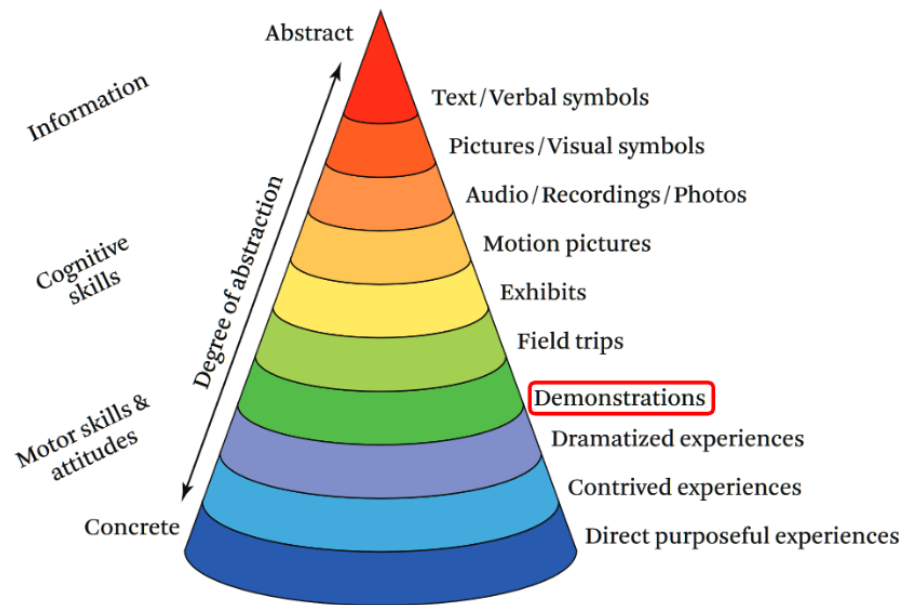 Abstract
Information
Text/Verbal symbols
Pictures/Visual symbols
Audio/Recordings/Photos
Motion pictures
Cognitive
skills
Degree of abstraction
Exhibits
Field trips
Demonstrations
Motor skills &
attitudes
Dramatized experiences
Contrived experiences
Concrete
Direct purposeful experiences